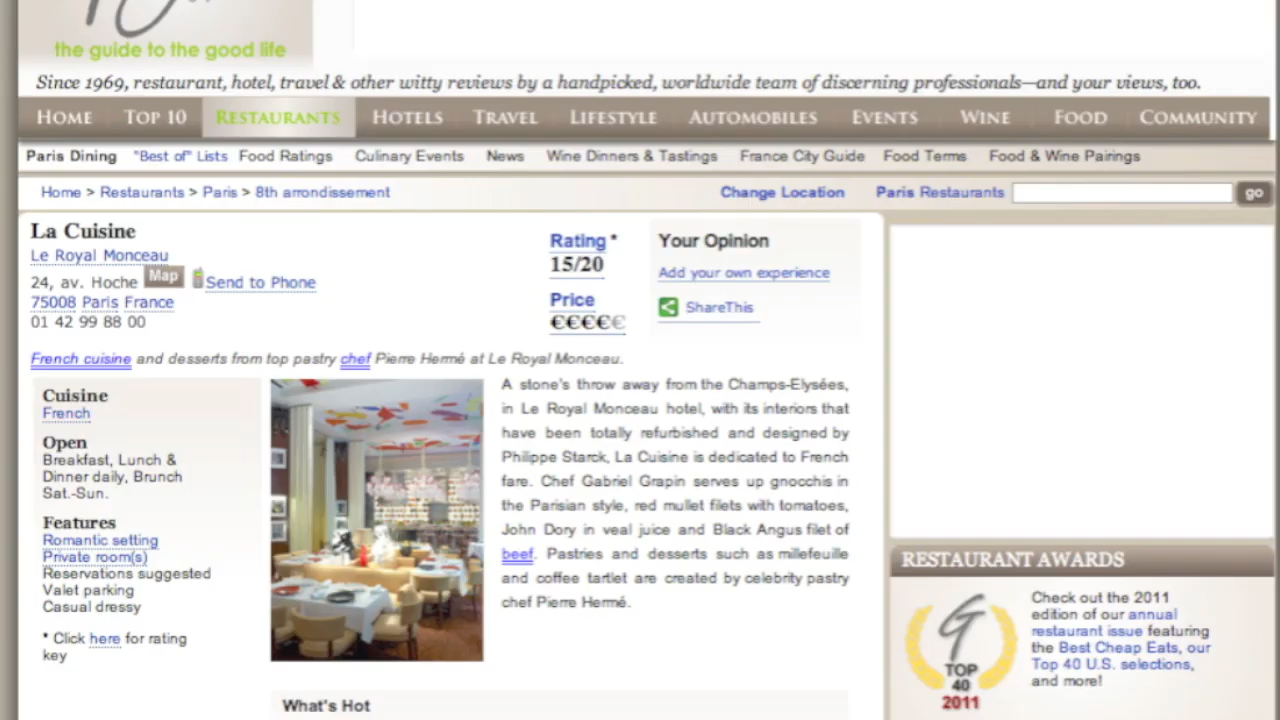 the guide to the good life
Since 1969, restaurant, hotel, travel & other witty reviews by a handpicked, worldwide team of discerning professionals—and your views, too.
HOME TOP 10 RESTAURANTS HOTELS TRAVEL LIFESTYLE AUTOMOBILES EVENTS WINE FOOD COMMUNITY
Paris Dining "Best of" Lists Food Ratings Culinary Events News Wine Dinners & Tastings France City Guide Food Terms Food & Wine Pairings
Home > Restaurants > Paris > 8th arrondissement Change Location Paris Restaurants go
La Cuisine
Le Royal Monceau
24, av. Hoche Map Send to Phone
75008 Paris France
01 42 99 88 00
Rating *
15/20
Price
€€€€€
Your Opinion
Add your own experience
ShareThis
French cuisine and desserts from top pastry chef Pierre Hermé at Le Royal Monceau.
Cuisine
French
Open
Breakfast, Lunch &
Dinner daily, Brunch
Sat.-Sun.
Features
Romantic setting
Private room(s)
Reservations suggested
Valet parking
Casual dressy
* Click here for rating
key
A stone's throw away from the Champs-Elysées,
in Le Royal Monceau hotel, with its interiors that
have been totally refurbished and designed by
Philippe Starck, La Cuisine is dedicated to French
fare. Chef Gabriel Grapin serves up gnocchis in
the Parisian style, red mullet filets with tomatoes,
John Dory in veal juice and Black Angus filet of
beef. Pastries and desserts such as millefeuille
and coffee tartlet are created by celebrity pastry
chef Pierre Hermé.
What's Hot
RESTAURANT AWARDS
G
TOP
40
2011
Check out the 2011
edition of our annual
restaurant issue featuring
the Best Cheap Eats, our
Top 40 U.S. selections,
and more!